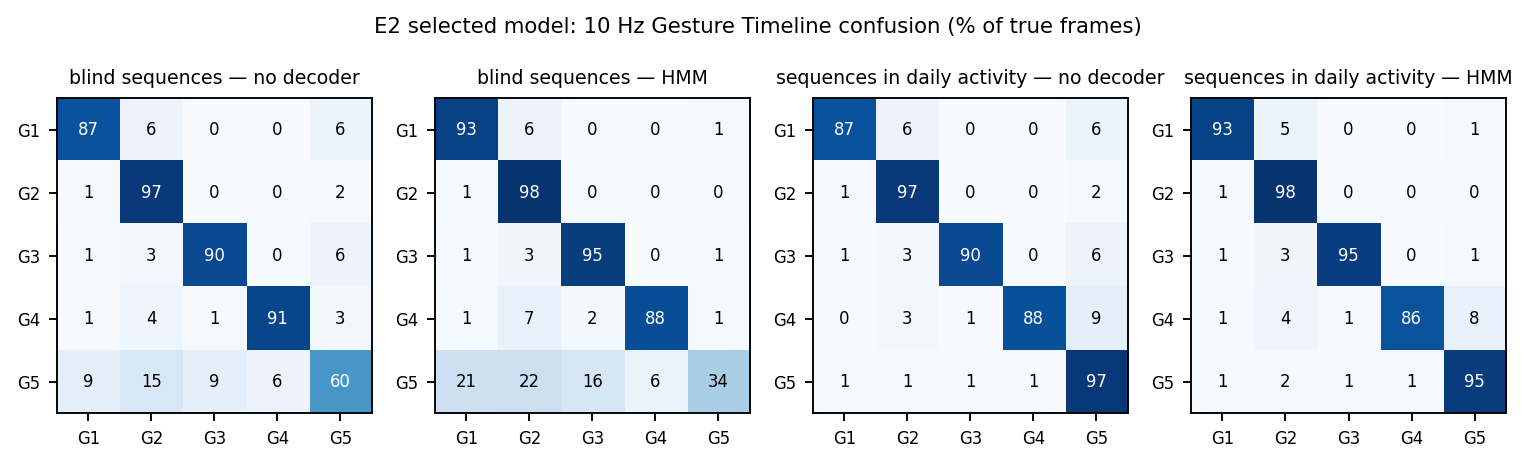 E2 selected model: 10 Hz Gesture Timeline confusion (% of true frames)
blind sequences — no decoder
G1 87 6 0 0 6
G2 1 97 0 0 2
G3 1 3 90 0 6
G4 1 4 1 91 3
G5 9 15 9 6 60
G1 G2 G3 G4 G5
blind sequences — HMM
G1 93 6 0 0 1
G2 1 98 0 0 0
G3 1 3 95 0 1
G4 1 7 2 88 1
G5 21 22 16 6 34
G1 G2 G3 G4 G5
sequences in daily activity — no decoder
G1 87 6 0 0 6
G2 1 97 0 0 2
G3 1 3 90 0 6
G4 0 3 1 88 9
G5 1 1 1 1 97
G1 G2 G3 G4 G5
sequences in daily activity — HMM
G1 93 5 0 0 1
G2 1 98 0 0 0
G3 1 3 95 0 1
G4 1 4 1 86 8
G5 1 2 1 1 95
G1 G2 G3 G4 G5